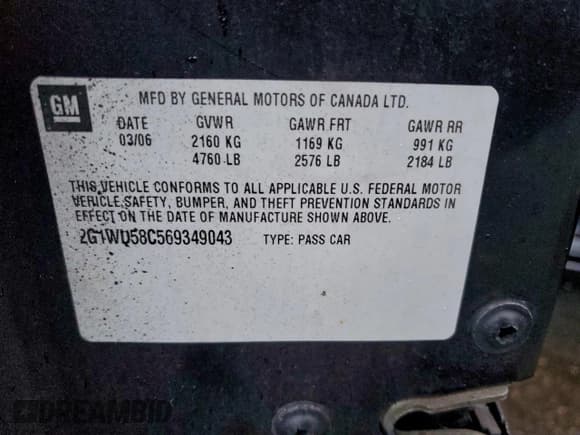 GM
MFD BY GENERAL MOTORS OF CANADA LTD.
DATE GVWR GAWR FRT GAWR RR
03/06 2160 KG 1169 KG 991 KG
4760 LB 2576 LB 2184 LB
THIS VEHICLE CONFORMS TO ALL APPLICABLE U.S. FEDERAL MOTOR
VEHICLE SAFETY, BUMPER, AND THEFT PREVENTION STANDARDS IN
EFFECT ON THE DATE OF MANUFACTURE SHOWN ABOVE.
2G1WD58C569349043 TYPE: PASS CAR
DREAMBID